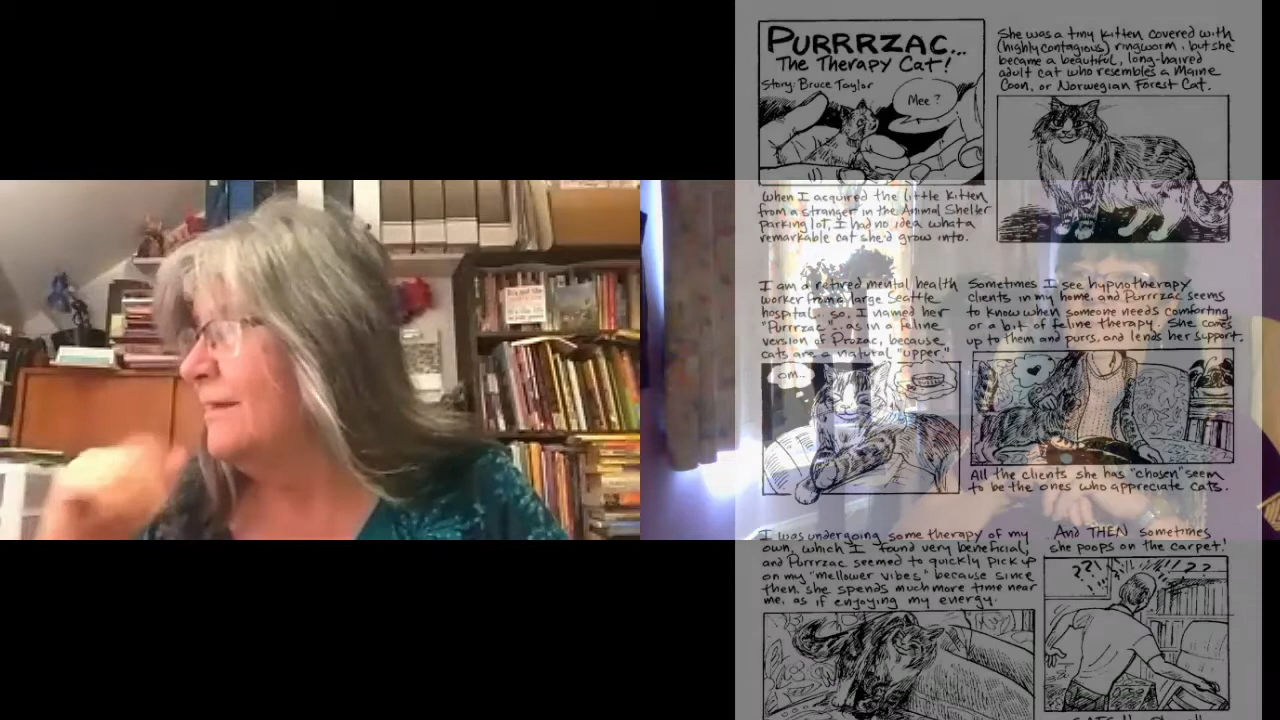 PURRRZAC...
The Therapy Cat!
Story: Bruce Taylor
Mee?
When I acquired the little kitten
from a stranger in the Animal Shelter
parking lot, I had no idea what a
remarkable cat she'd grow into.
She was a tiny kitten covered with
(highly contagious) ringworm, but she
became a beautiful, long-haired
adult cat who resembles a Maine
Coon, or Norwegian Forest Cat.
I am a retired mental health
worker from a large Seattle
hospital, so, I named her
"Purrrzac"... as in a feline
version of Prozac, because
cats are a natural "upper."
OM...
Sometimes I see hypnotherapy
clients in my home, and Purrrzac seems
to know when someone needs comforting
or a bit of feline therapy. She comes
up to them and purrs, and lends her support.
All the clients she has "chosen" seem
to be the ones who appreciate cats.
I was undergoing some therapy of my
own, which I found very beneficial,
and Purrrzac seemed to quickly pick up
on my "mellower vibes" because since
then, she spends much more time near
me, as if enjoying my energy.
And THEN sometimes
she poops on the carpet!
??! ??